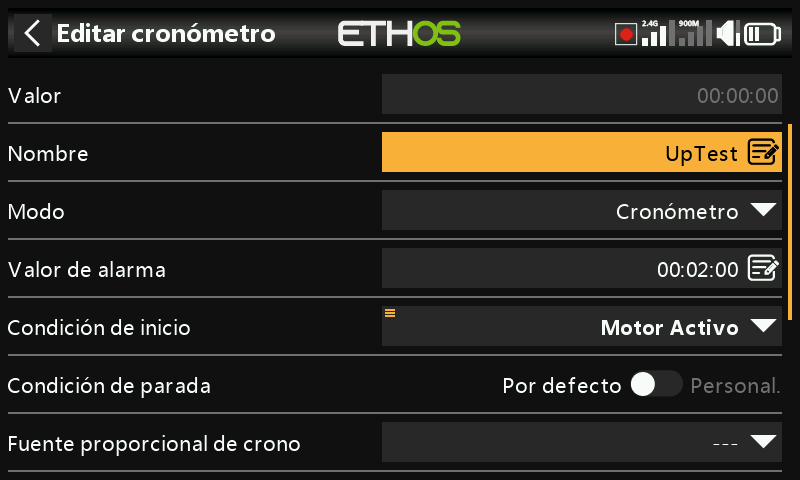 Editar cronómetro
ETHOS
2.4G
900M
Valor
00:00:00
Nombre
UpTest
Modo
Cronómetro
Valor de alarma
00:02:00
Condición de inicio
Motor Activo
Condición de parada
Por defecto
Personal.
Fuente proporcional de crono
---